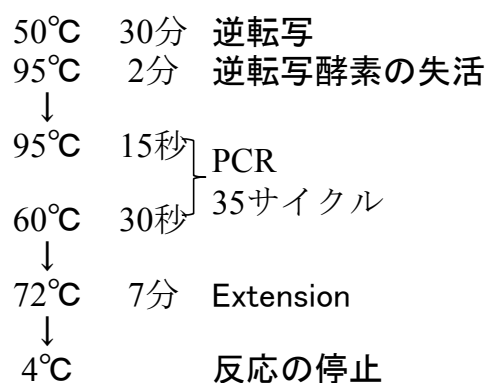 50℃ 30分 逆転写
95℃ 2分 逆転写酵素の失活
↓
95℃ 15秒
PCR
35サイクル
60℃ 30秒
↓
72℃ 7分 Extension
↓
4℃ 反応の停止